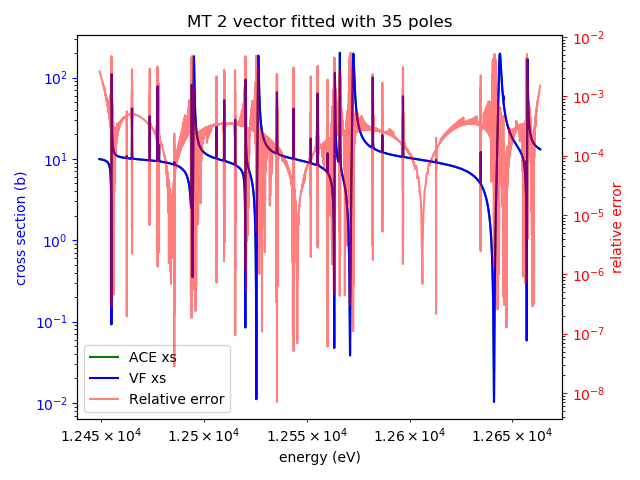 MT 2 vector fitted with 35 poles
10²
10¹
10⁰
10⁻¹
10⁻²
cross section (b)
10⁻²
10⁻³
10⁻⁴
10⁻⁵
10⁻⁶
10⁻⁷
10⁻⁸
relative error
ACE xs
VF xs
Relative error
1.245 × 10⁴ 1.25 × 10⁴ 1.255 × 10⁴ 1.26 × 10⁴ 1.265 × 10⁴
energy (eV)